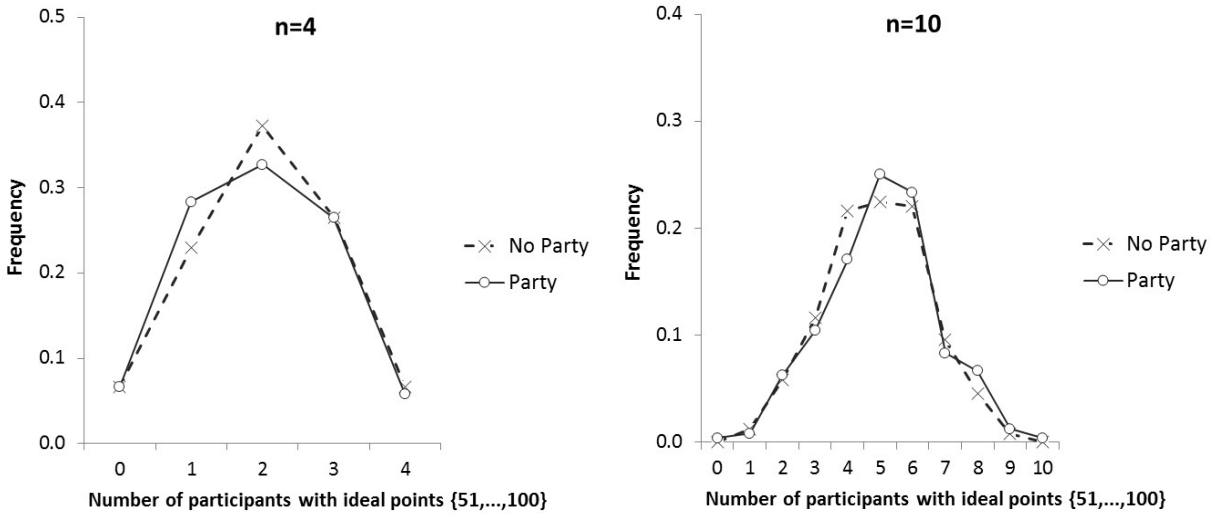 n=4
0.5
0.4
0.3
0.2
0.1
0.0
Frequency
0 1 2 3 4
Number of participants with ideal points {51,...,100}
No Party
Party
n=10
0.4
0.3
0.2
0.1
0.0
Frequency
0 1 2 3 4 5 6 7 8 9 10
Number of participants with ideal points {51,...,100}
No Party
Party